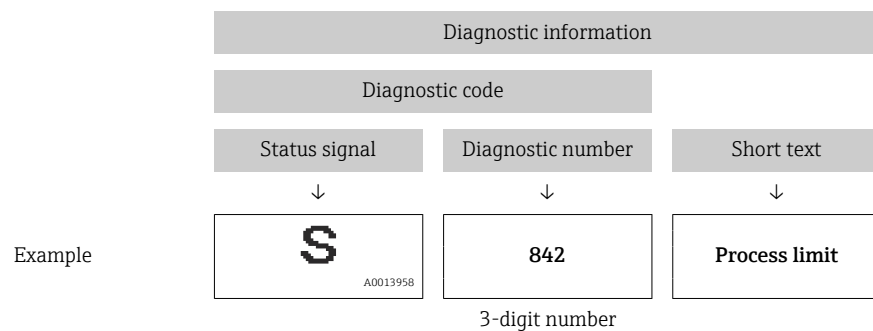 Diagnostic information
Diagnostic code
Status signal Diagnostic number Short text
↓ ↓ ↓
Example S 842 Process limit
A0013958
3-digit number